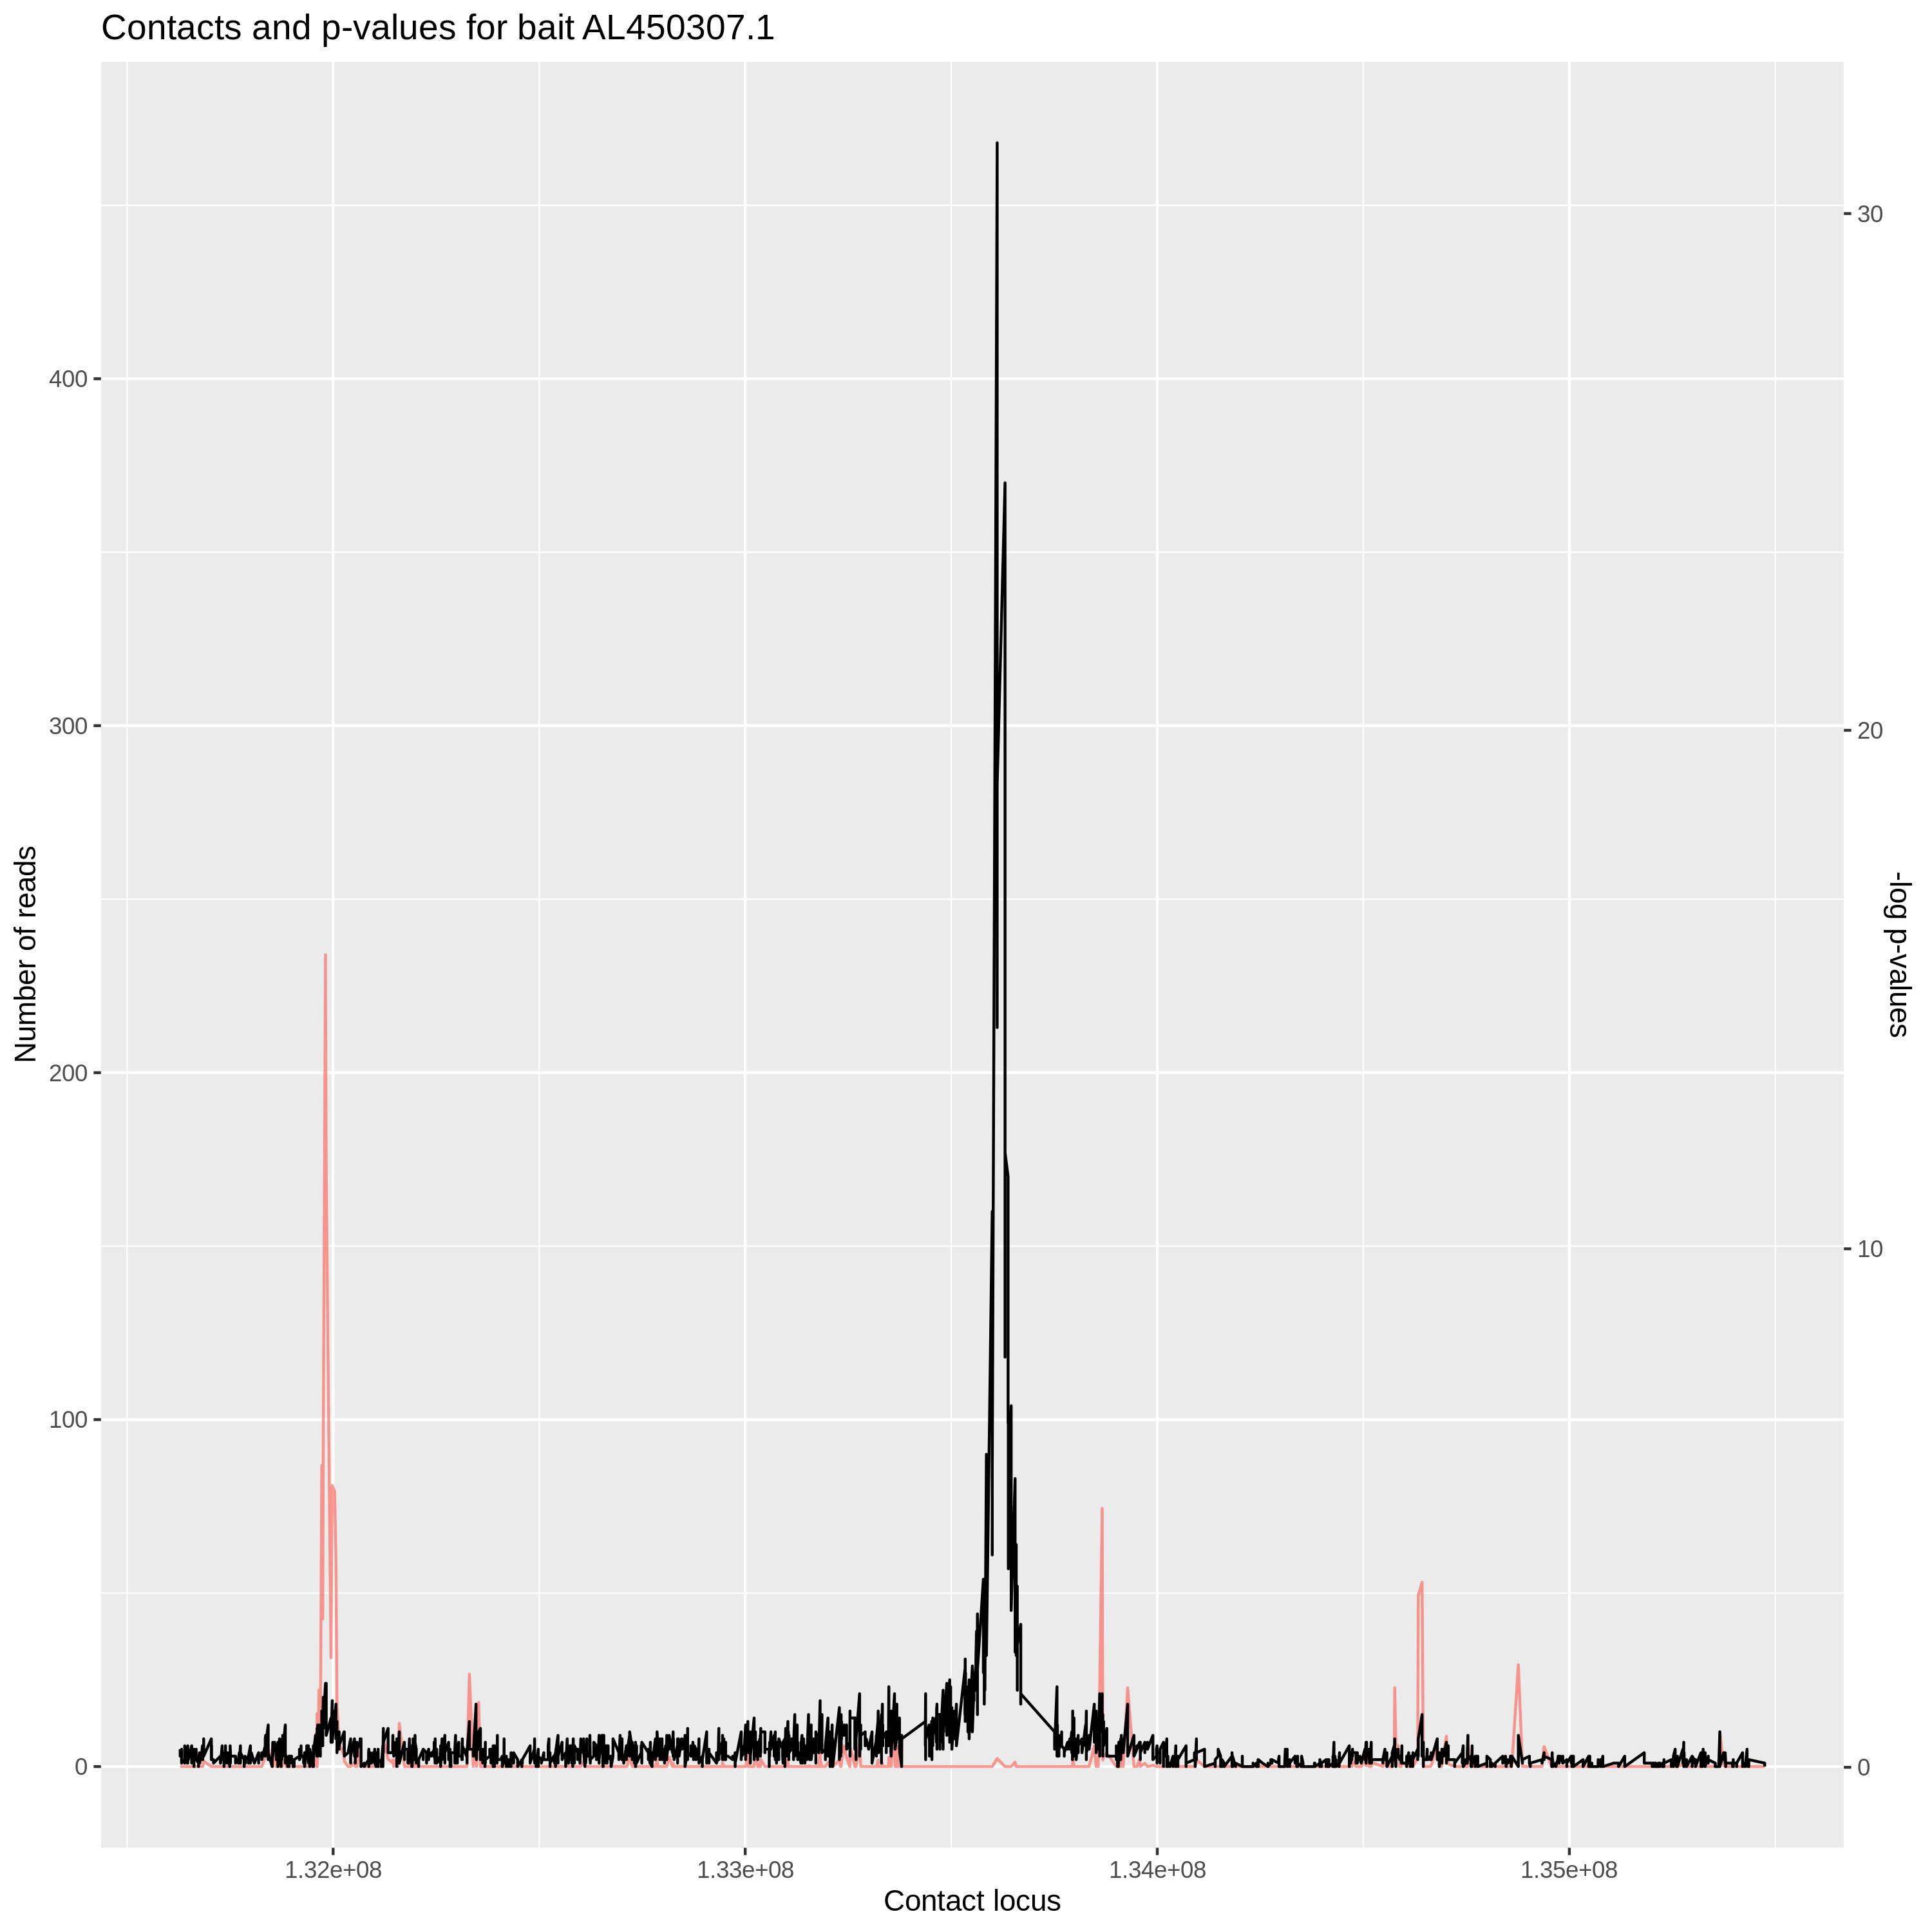 Contacts and p-values for bait AL450307.1
Number of reads
400
300
200
100
0
30
20
10
0
-log p-values
1.32e+08 1.33e+08 1.34e+08 1.35e+08
Contact locus